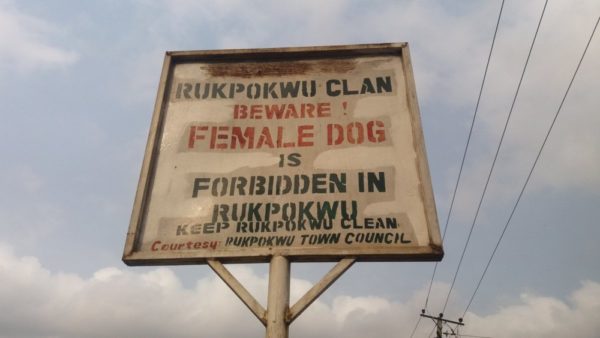 RUKPOKWU CLAN
BEWARE !
FEMALE DOG
IS
FORBIDDEN IN
RUKPOKWU
KEEP RUKPOKWU CLEAN
Courtesy: RUKPOKWU TOWN COUNCIL